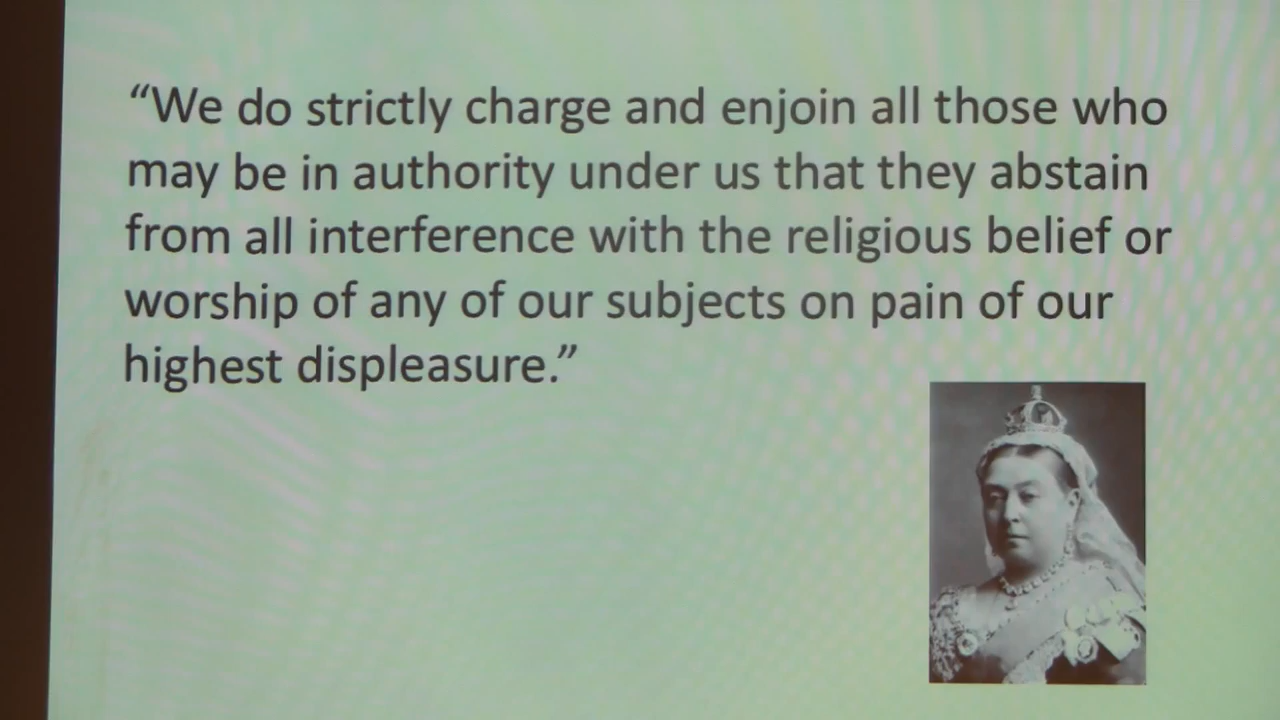 “We do strictly charge and enjoin all those who
may be in authority under us that they abstain
from all interference with the religious belief or
worship of any of our subjects on pain of our
highest displeasure.”